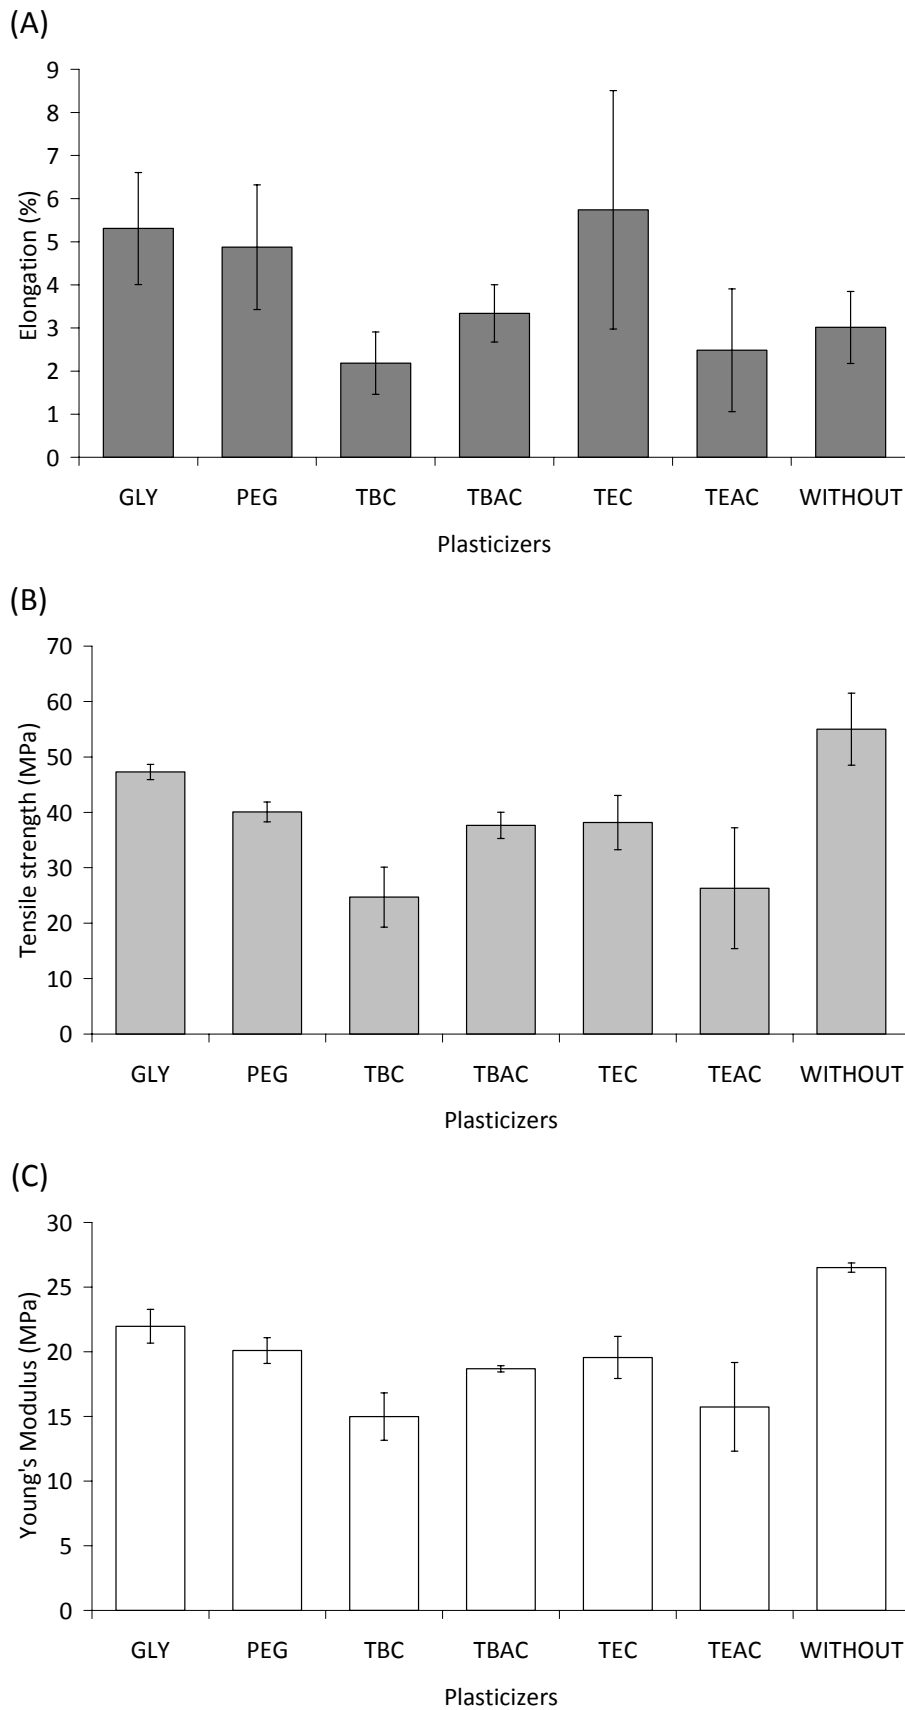 (A)
Elongation (%)
9
8
7
6
5
4
3
2
1
0
GLY PEG TBC TBAC TEC TEAC WITHOUT
Plasticizers
(B)
Tensile strength (MPa)
70
60
50
40
30
20
10
0
GLY PEG TBC TBAC TEC TEAC WITHOUT
Plasticizers
(C)
Young's Modulus (MPa)
30
25
20
15
10
5
0
GLY PEG TBC TBAC TEC TEAC WITHOUT
Plasticizers